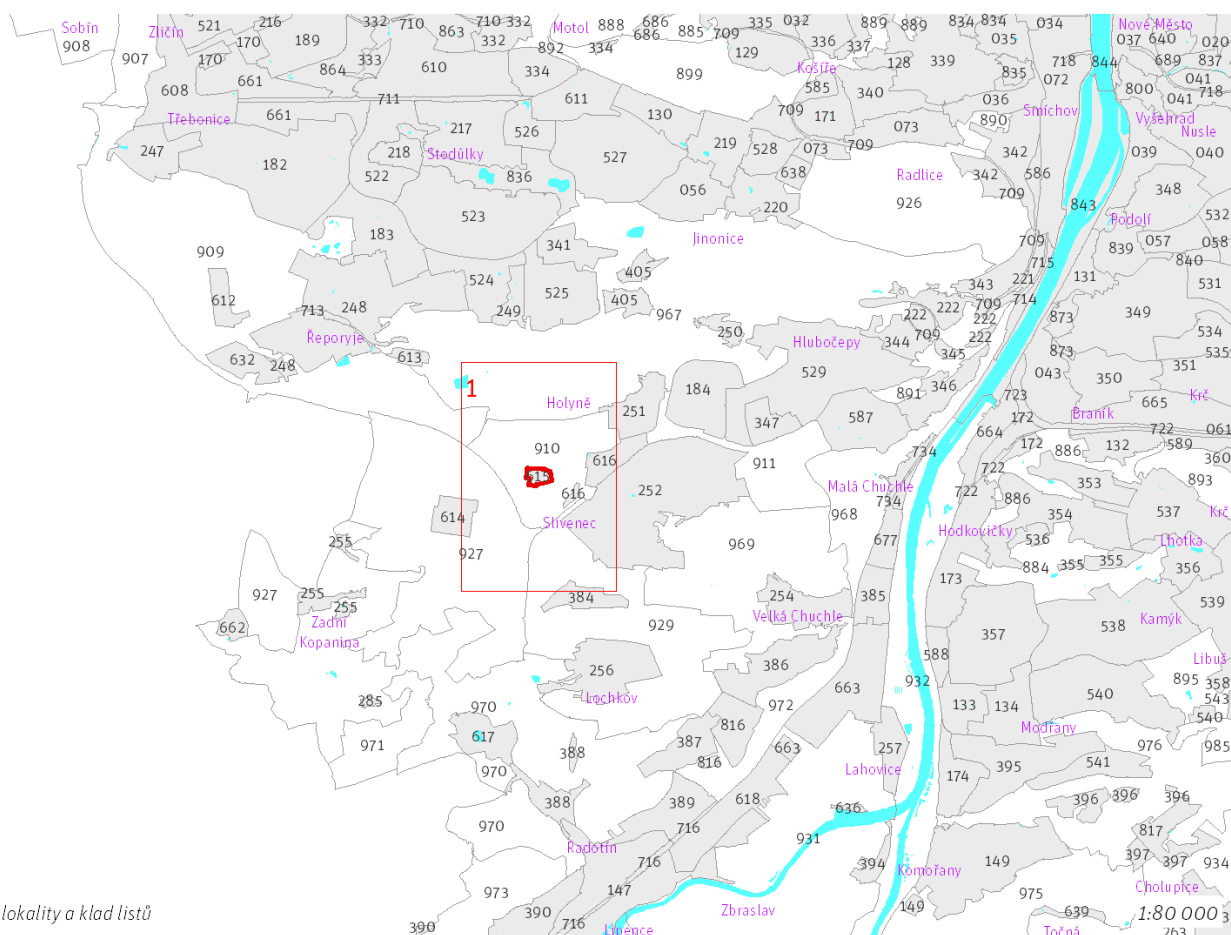 Sobín 521 216 332 710 710 332 Motol 888 686 335 032 889 889 834 834 034 Nové Město
908 Zličín 170 189 863 332 686 885 709 336 337 035 037 640 020
907 170 333 892 334 129 Košíře 128 339 718 844 689 837
661 864 610 334 899 585 835 072 041
608 711 611 340 036 800 041 718
Třebonice 661 217 526 130 709 171 890 Smíchov Vyšehrad
247 218 Stodůlky 219 528 073 709 073 Nusle
182 527 342 039 040
522 836 638 Radlice 342 586
523 056 220 926 709 348
843 532
183 341 Jinonice 709 Podolí
909 839 057 058
405 715 840
524 221 131 531
612 249 525 405 343 714
713 248 967 222 222 709 873 349
Řeporyje 250 Hlubočepy 344 709 222 534
632 248 613 529 345 222 873 535
043 351
1 184 891 346 350 Krč
Holyně 251 347 587 723 665
172 Braník 061
910 616 734 664 172 722 589
911 886 132 360
615 616 252 Malá Chuchle 722 353 893
614 Slivenec 968 734 722 886 354 537 Krč
255 927 969 677 Hodkovičky 536 Lhotka
173 884 355 355 356
927 255 384 254 385 539
255 Velká Chuchle
662 Zadní Kopanina 929 357 538 Kamýk
588 Libuš
256 386 932 895 358
285 Lochkov 663 540 543
970 972 133 134 540
617 816 Modřany
971 387 663 257 976 985
388 816 Lahovice 395 541
970 174
388 389 618 636 396 396 396
970 716 931 817
Radotín 394 149 397 397 934
716 Komořany
973 147 975 Cholupice
lokality a klad listů 390 Zbraslav 149 639 1:80 000
390 716 Lipence Točná 263